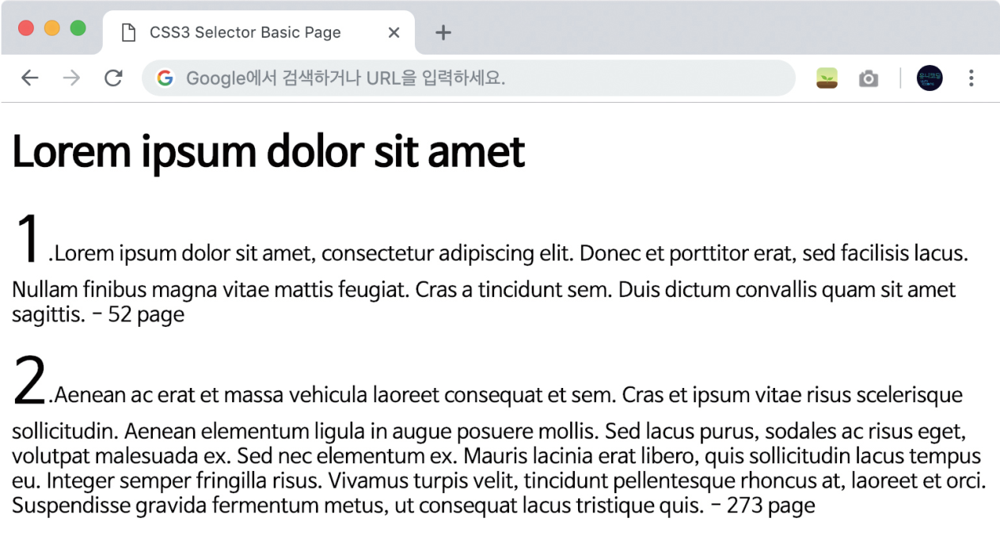 CSS3 Selector Basic Page
Google에서 검색하거나 URL을 입력하세요.
Lorem ipsum dolor sit amet
1.Lorem ipsum dolor sit amet, consectetur adipiscing elit. Donec et porttitor erat, sed facilisis lacus.
Nullam finibus magna vitae mattis feugiat. Cras a tincidunt sem. Duis dictum convallis quam sit amet
sagittis. - 52 page
2.Aenean ac erat et massa vehicula laoreet consequat et sem. Cras et ipsum vitae risus scelerisque
sollicitudin. Aenean elementum ligula in augue posuere mollis. Sed lacus purus, sodales ac risus eget,
volutpat malesuada ex. Sed nec elementum ex. Mauris lacinia erat libero, quis sollicitudin lacus tempus
eu. Integer semper fringilla risus. Vivamus turpis velit, tincidunt pellentesque rhoncus at, laoreet et orci.
Suspendisse gravida fermentum metus, ut consequat lacus tristique quis. - 273 page